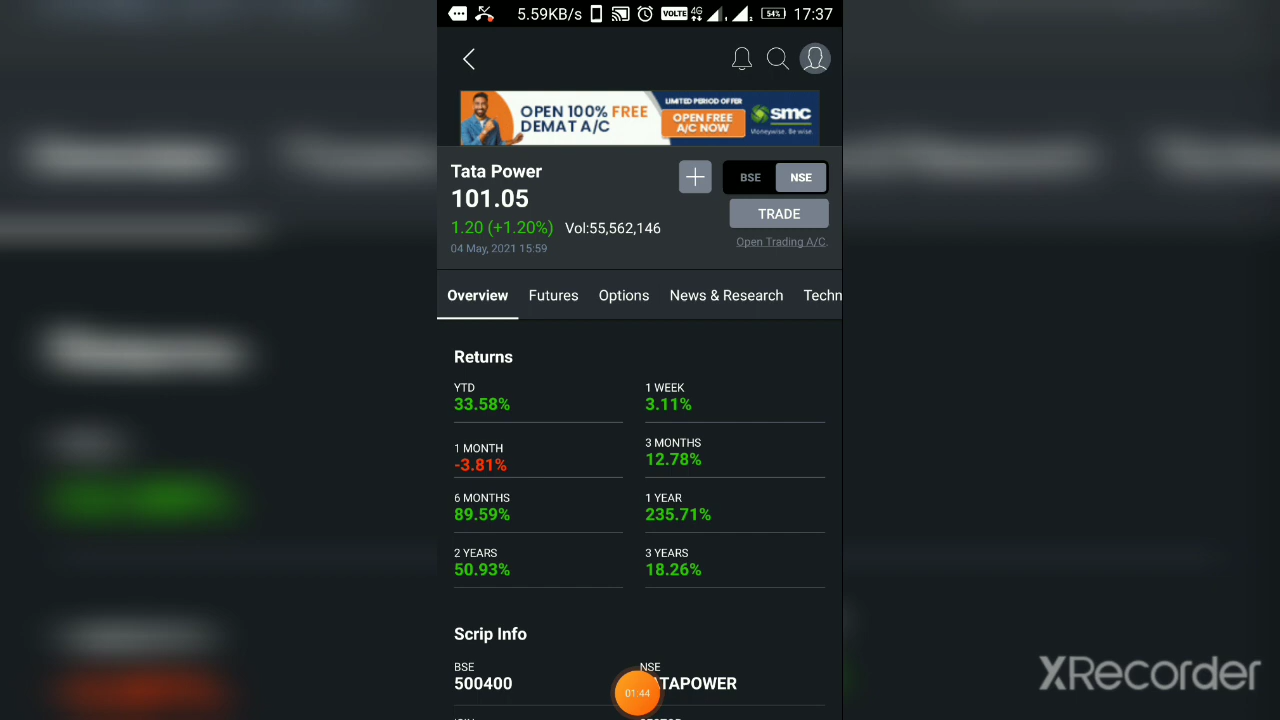 5.59KB/s VOLTE 4G 54% 17:37
OPEN 100% FREE
DEMAT A/C
LIMITED PERIOD OFFER
OPEN FREE
A/C NOW
smc
Moneywise. Be wise.
Tata Power
101.05
1.20 (+1.20%) Vol:55,562,146
04 May, 2021 15:59
BSE NSE
TRADE
Open Trading A/C.
Overview Futures Options News & Research Techn
Returns
YTD 1 WEEK
33.58% 3.11%
1 MONTH 3 MONTHS
-3.81% 12.78%
6 MONTHS 1 YEAR
89.59% 235.71%
2 YEARS 3 YEARS
50.93% 18.26%
Scrip Info
BSE NSE
500400 ATAPOWER
01:44
XRecorder